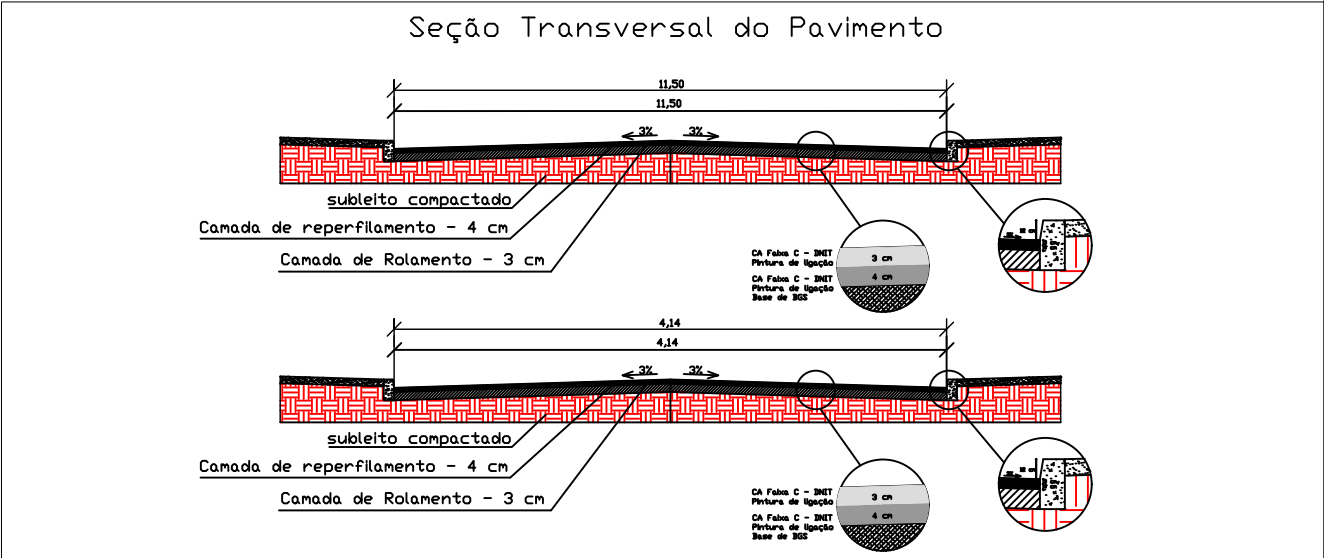 Seção Transversal do Pavimento
11,50
11,50
3% 3%
subleito compactado
Camada de reperfilamento - 4 cm
Camada de Rolamento - 3 cm
CA Faixa C - DNIT
Pintura de ligação
CA Faixa C - DNIT
Pintura de ligação
Base de BGS
3 cm
4 cm
4,14
4,14
3% 3%
subleito compactado
Camada de reperfilamento - 4 cm
Camada de Rolamento - 3 cm
CA Faixa C - DNIT
Pintura de ligação
CA Faixa C - DNIT
Pintura de ligação
Base de BGS
3 cm
4 cm